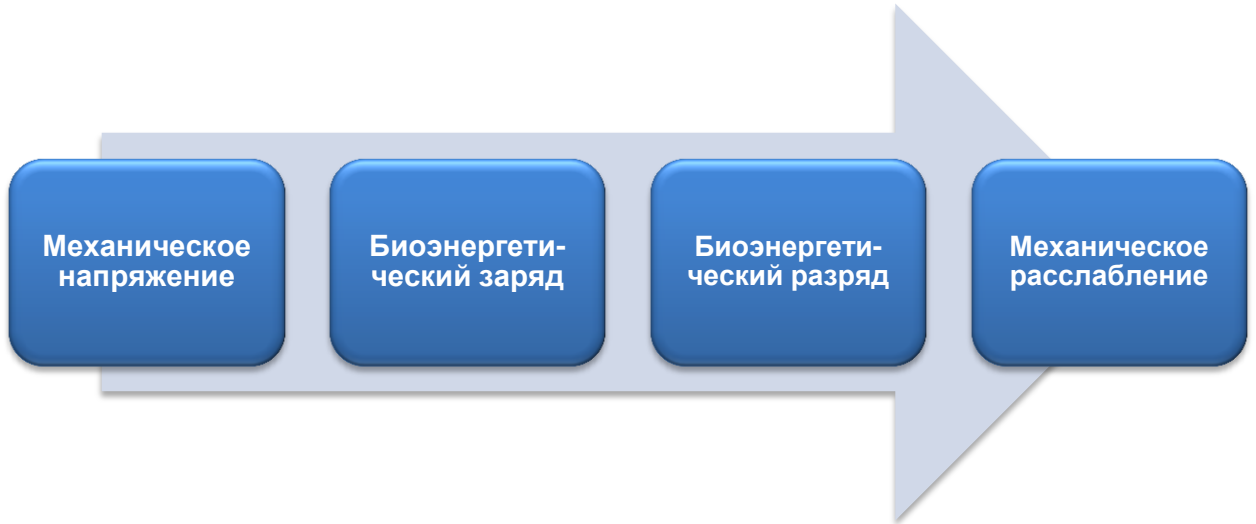 Механическое
напряжение
Биоэнергети-
ческий заряд
Биоэнергети-
ческий разряд
Механическое
расслабление